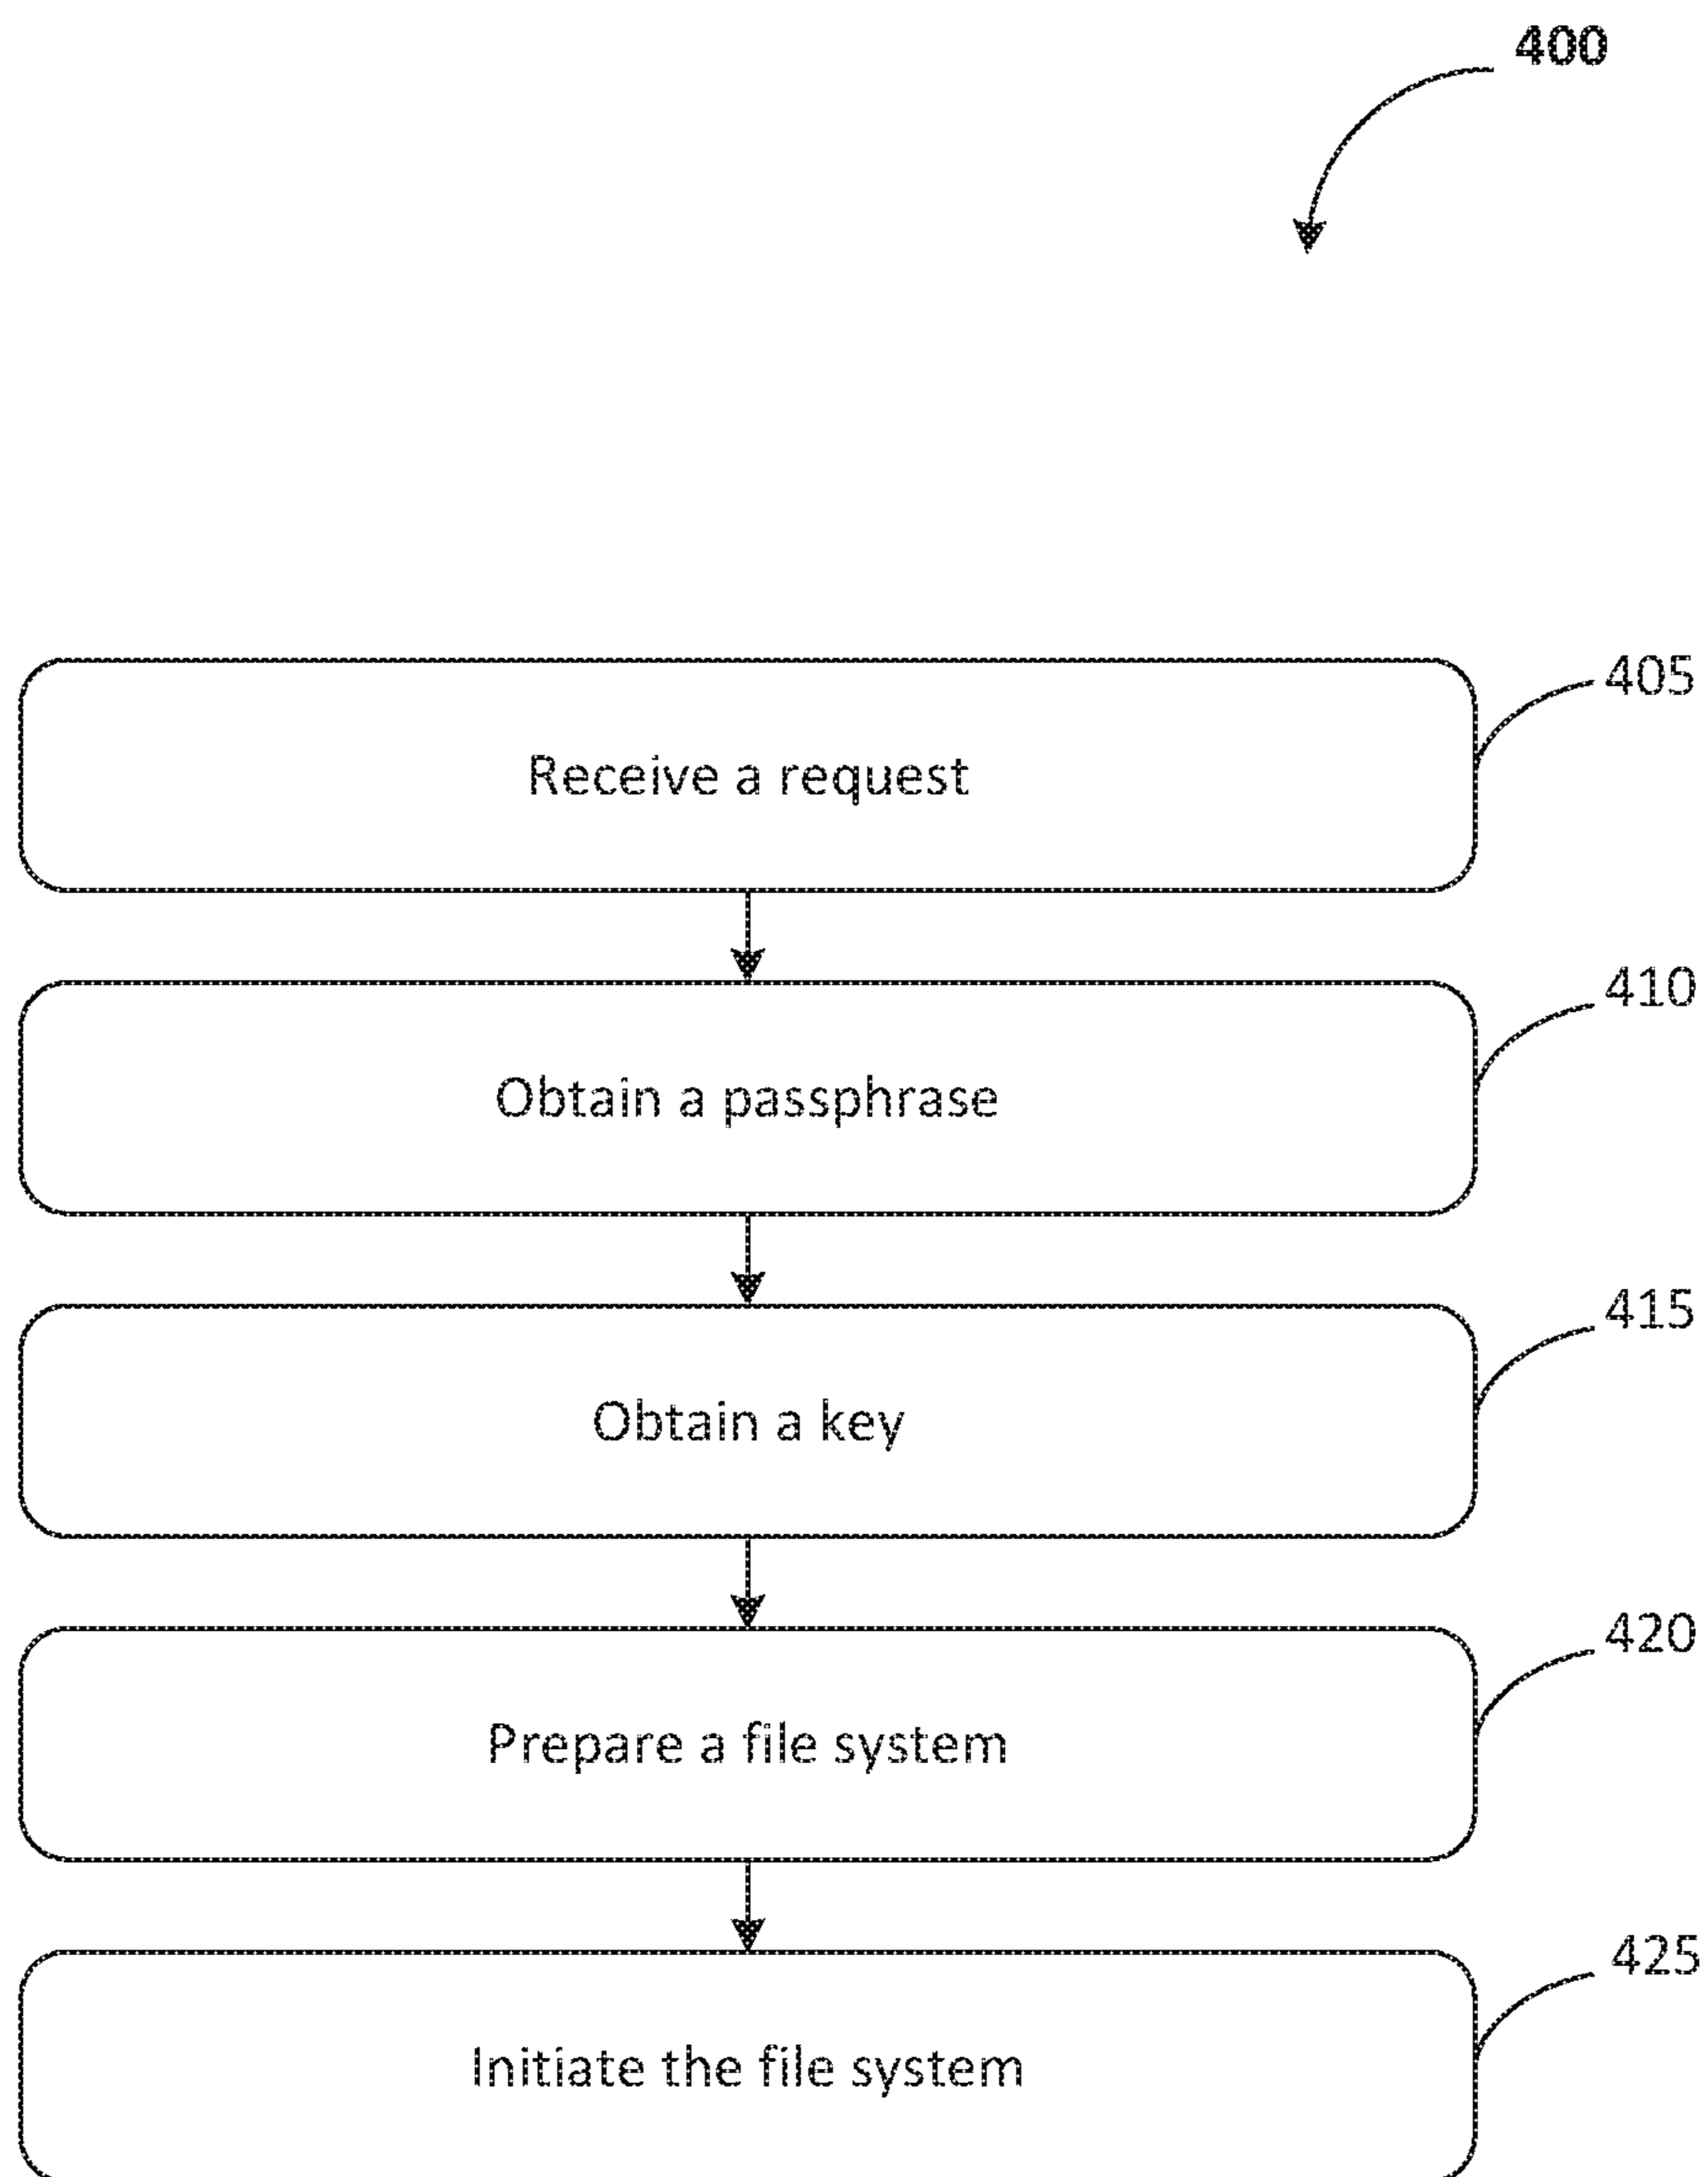 400
405
Receive a request
410
Obtain a passphrase
415
Obtain a key
420
Prepare a file system
425
Initiate the file system